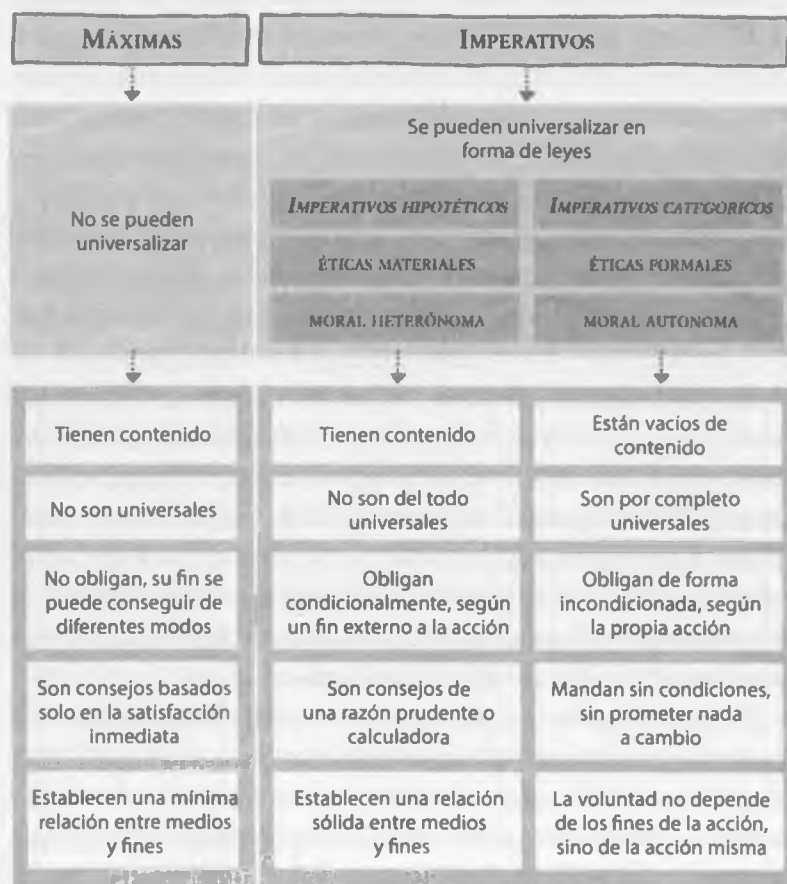 MÁXIMAS
IMPERATIVOS
No se pueden
universalizar
Se pueden universalizar en
forma de leyes
IMPERATIVOS HIPOTÉTICOS
IMPERATIVOS CATEGÓRICOS
ÉTICAS MATERIALES
ÉTICAS FORMALES
MORAL HETERÓNOMA
MORAL AUTONOMA
Tienen contenido
Tienen contenido
Están vacíos de
contenido
No son universales
No son del todo
universales
Son por completo
universales
No obligan, su fin se
puede conseguir de
diferentes modos
Obligan
condicionalmente, según
un fin externo a la acción
Obligan de forma
incondicionada, según
la propia acción
Son consejos basados
solo en la satisfacción
inmediata
Son consejos de
una razón prudente o
calculadora
Mandan sin condiciones,
sin prometer nada
a cambio
Establecen una mínima
relación entre medios
y fines
Establecen una relación
sólida entre medios
y fines
La voluntad no depende
de los fines de la acción,
sino de la acción misma